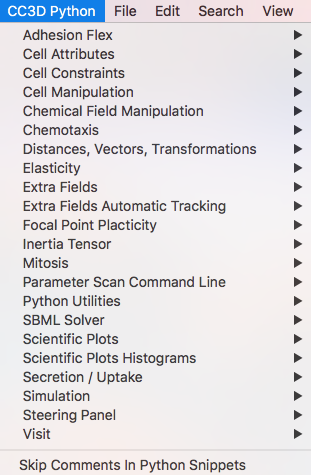 CC3D Python File Edit Search View
Adhesion Flex
Cell Attributes
Cell Constraints
Cell Manipulation
Chemical Field Manipulation
Chemotaxis
Distances, Vectors, Transformations
Elasticity
Extra Fields
Extra Fields Automatic Tracking
Focal Point Placticity
Inertia Tensor
Mitosis
Parameter Scan Command Line
Python Utilities
SBML Solver
Scientific Plots
Scientific Plots Histograms
Secretion / Uptake
Simulation
Steering Panel
Visit
Skip Comments In Python Snippets